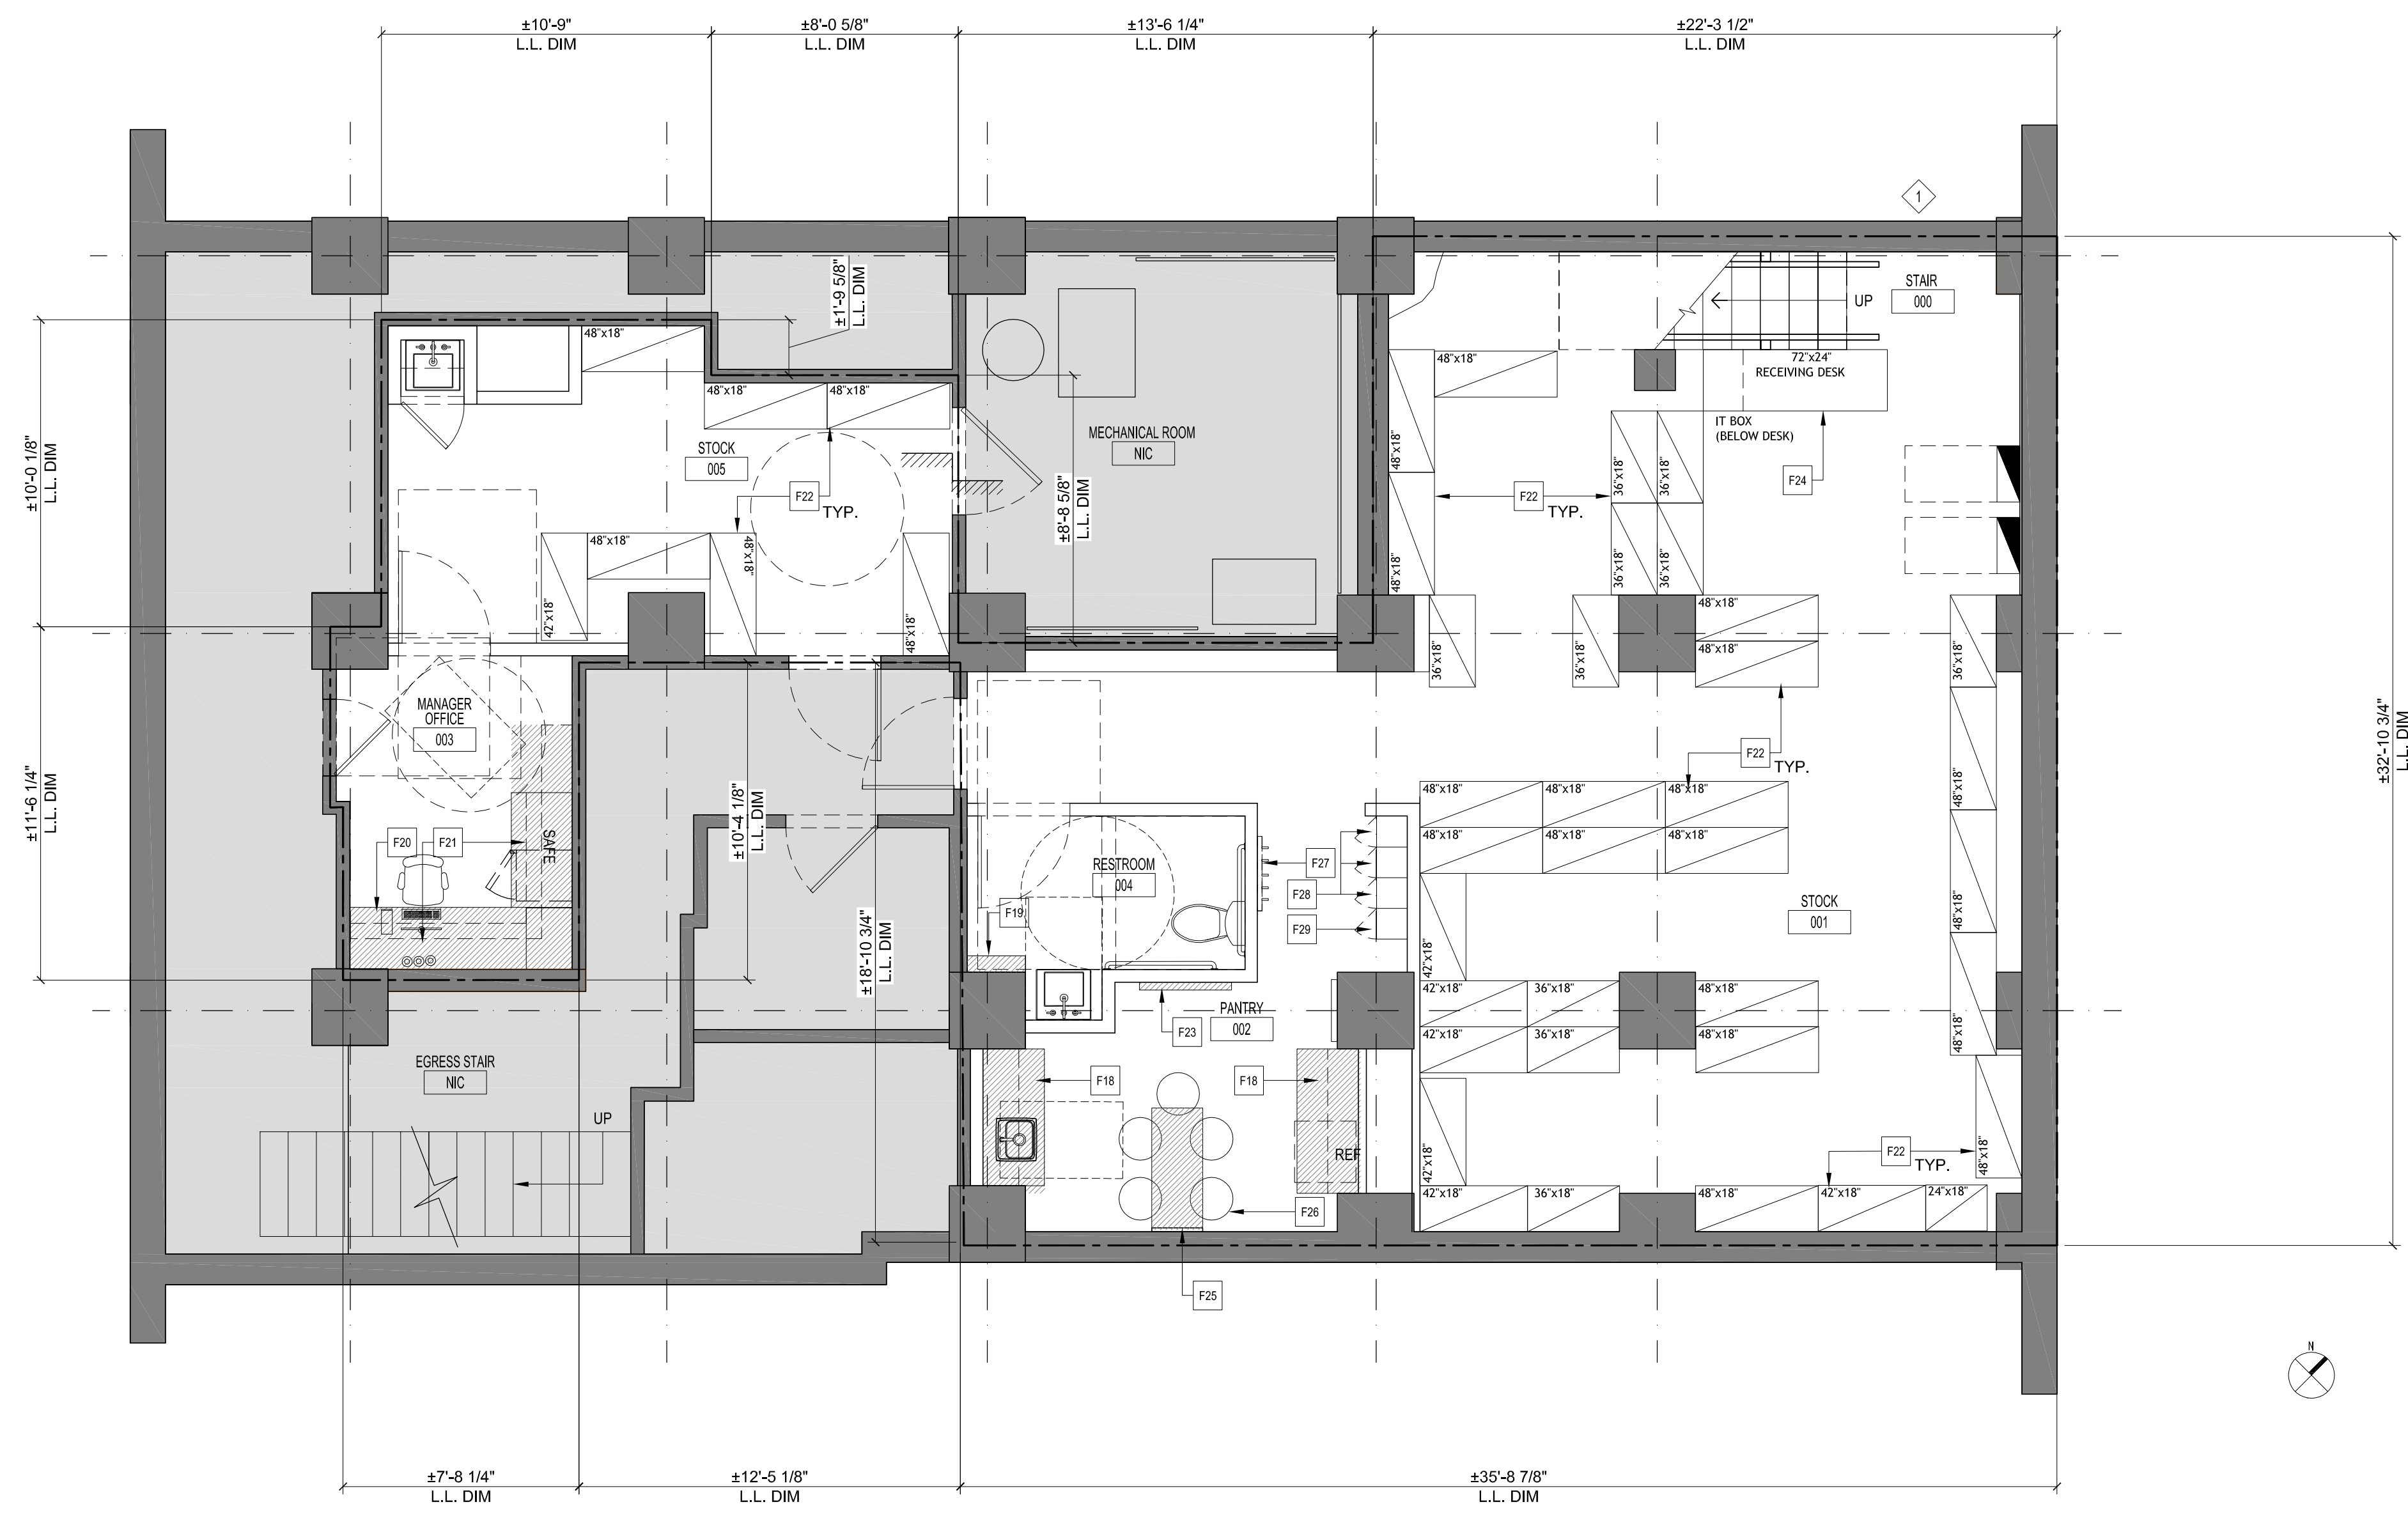 ±10'-9"
L.L. DIM
±8'-0 5/8"
L.L. DIM
±13'-6 1/4"
L.L. DIM
±22'-3 1/2"
L.L. DIM
1
±1'-9 5/8"
L.L. DIM
STAIR
000
UP
48"x18"
72"x24"
RECEIVING DESK
48"x18"
48"x18"
48"x18"
48"x18"
IT BOX
(BELOW DESK)
MECHANICAL ROOM
NIC
STOCK
005
F22
TYP.
±8'-8 5/8"
L.L. DIM
48"x18"
48"x18"
F22
TYP.
36"x18"
36"x18"
36"x18"
36"x18"
F24
±10'-0 1/8"
L.L. DIM
42"x18"
48"x18"
48"x18"
48"x18"
36"x18"
36"x18"
48"x18"
48"x18"
36"x18"
MANAGER
OFFICE
003
F22
TYP.
±32'-10 3/4"
L.L. DIM
±11'-6 1/4"
L.L. DIM
±10'-4 1/8"
L.L. DIM
48"x18"
48"x18"
48"x18"
48"x18"
48"x18"
48"x18"
48"x18"
F20
F21
SAFE
RESTROOM
004
F27
F28
F29
F19
STOCK
001
48"x18"
±18'-10 3/4"
L.L. DIM
42"x18"
42"x18"
36"x18"
48"x18"
42"x18"
36"x18"
48"x18"
48"x18"
PANTRY
002
F23
EGRESS STAIR
NIC
UP
F18
F18
REF
42"x18"
F22
TYP.
48"x18"
42"x18"
36"x18"
48"x18"
42"x18"
24"x18"
F26
F25
N
±7'-8 1/4"
L.L. DIM
±12'-5 1/8"
L.L. DIM
±35'-8 7/8"
L.L. DIM